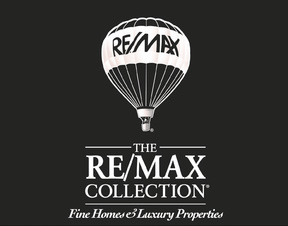 RE/MAX
THE
RE/MAX
COLLECTION®
Fine Homes & Luxury Properties